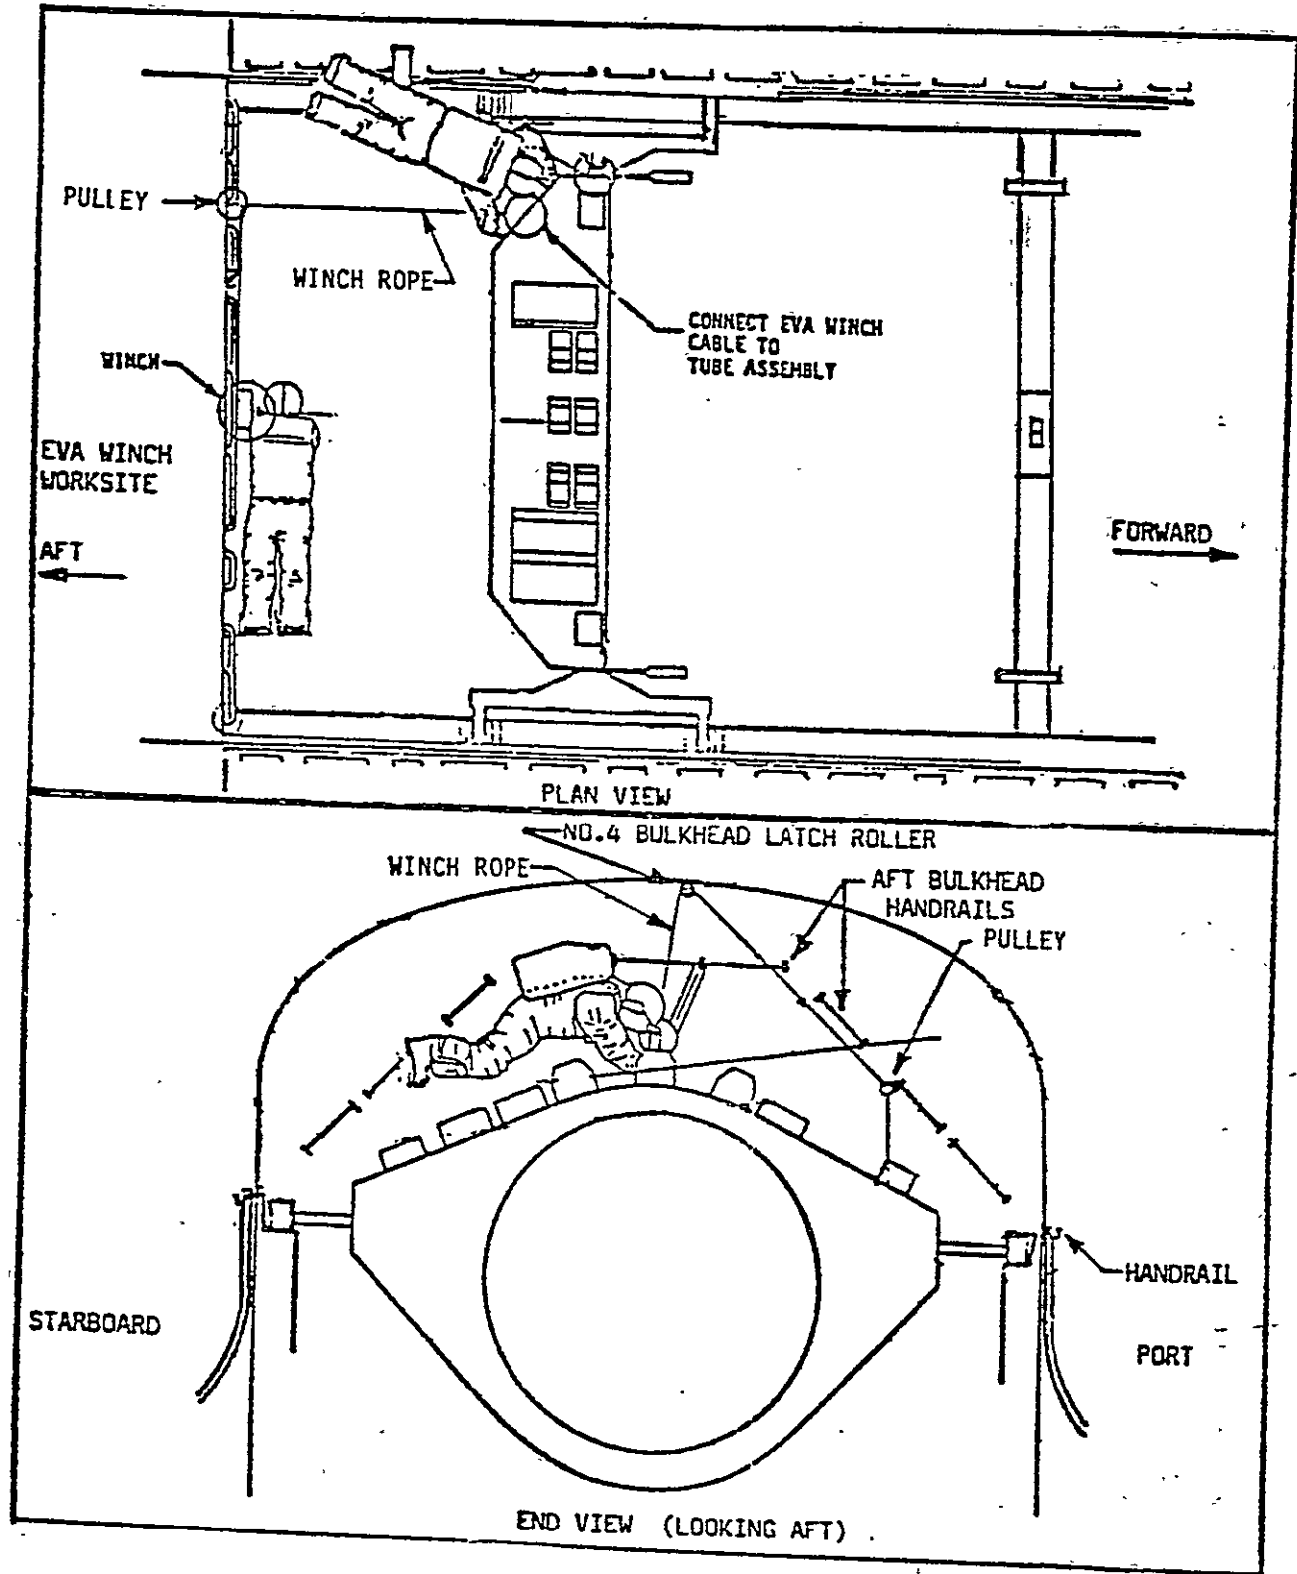 PULLEY
WINCH ROPE
CONNECT EVA WINCH
CABLE TO
TUBE ASSEMBLY
WINCH
EVA WINCH
WORKSITE
AFT
FORWARD
PLAN VIEW
NO.4 BULKHEAD LATCH ROLLER
WINCH ROPE
AFT BULKHEAD
HANDRAILS
PULLEY
HANDRAIL
STARBOARD
PORT
END VIEW (LOOKING AFT)